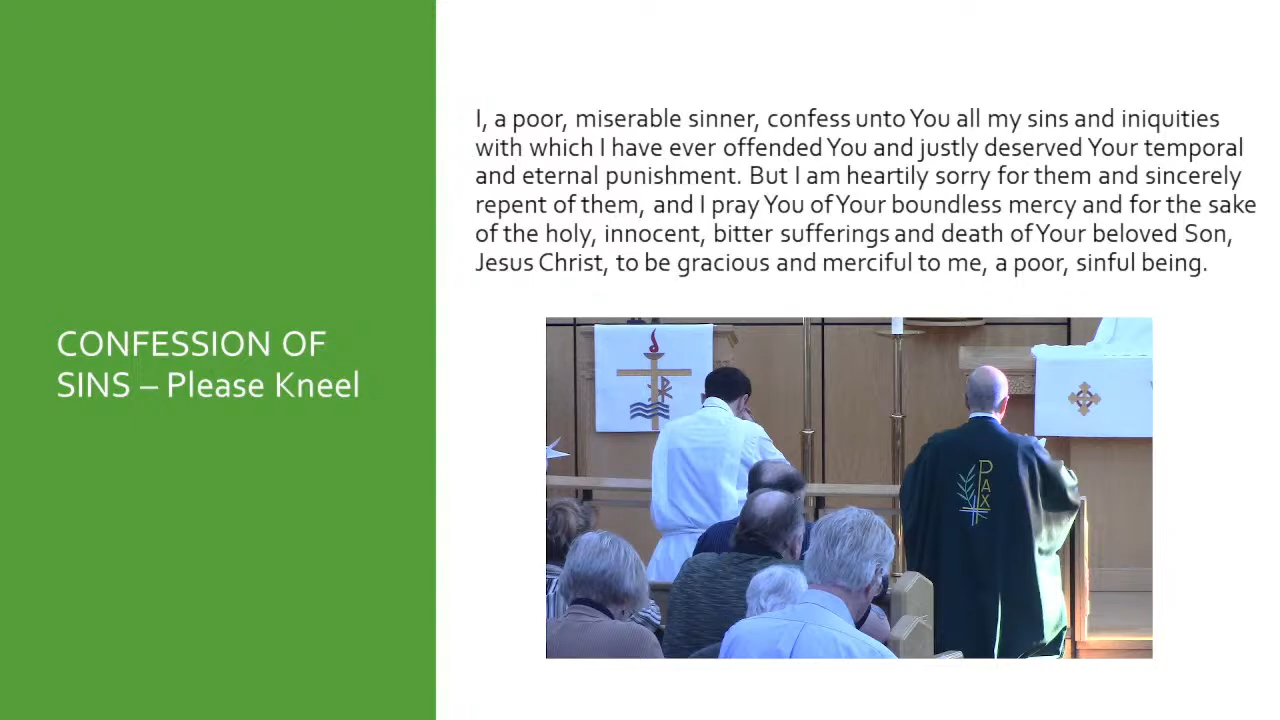 I, a poor, miserable sinner, confess unto You all my sins and iniquities
with which I have ever offended You and justly deserved Your temporal
and eternal punishment. But I am heartily sorry for them and sincerely
repent of them, and I pray You of Your boundless mercy and for the sake
of the holy, innocent, bitter sufferings and death of Your beloved Son,
Jesus Christ, to be gracious and merciful to me, a poor, sinful being.
CONFESSION OF
SINS – Please Kneel
PAX